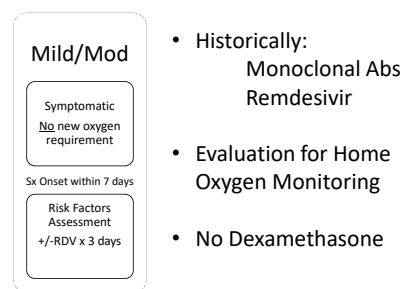 Mild/Mod
Symptomatic
No new oxygen
requirement
Sx Onset within 7 days
Risk Factors
Assessment
+/-RDV x 3 days
• Historically:
Monoclonal Abs
Remdesivir
• Evaluation for Home
Oxygen Monitoring
• No Dexamethasone